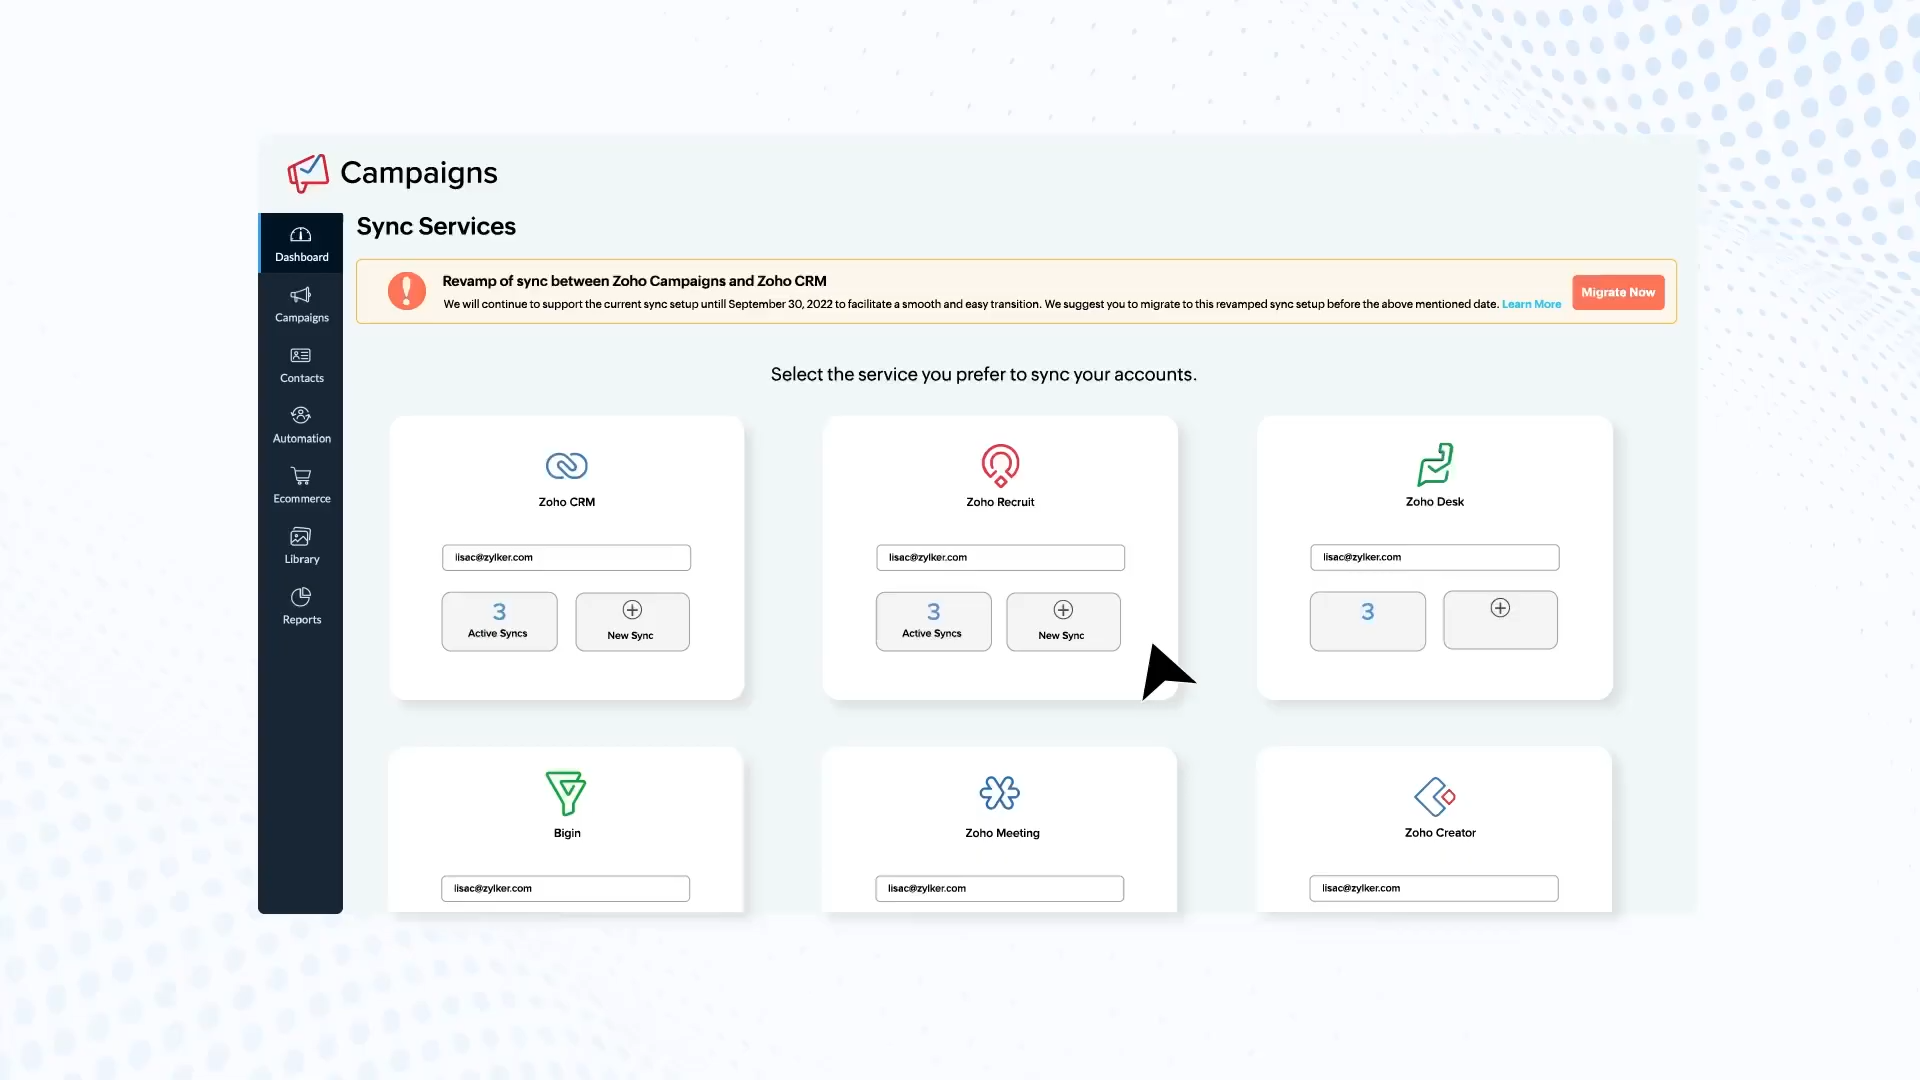 Campaigns
Sync Services
Dashboard
Campaigns
Contacts
Automation
Ecommerce
Library
Reports
Revamp of sync between Zoho Campaigns and Zoho CRM
We will continue to support the current sync setup untill September 30, 2022 to facilitate a smooth and easy transition. We suggest you to migrate to this revamped sync setup before the above mentioned date. Learn More
Migrate Now
Select the service you prefer to sync your accounts.
Zoho CRM
lisac@zylker.com
3
Active Syncs
New Sync
Zoho Recruit
lisac@zylker.com
3
Active Syncs
New Sync
Zoho Desk
lisac@zylker.com
3
Bigin
lisac@zylker.com
Zoho Meeting
lisac@zylker.com
Zoho Creator
lisac@zylker.com